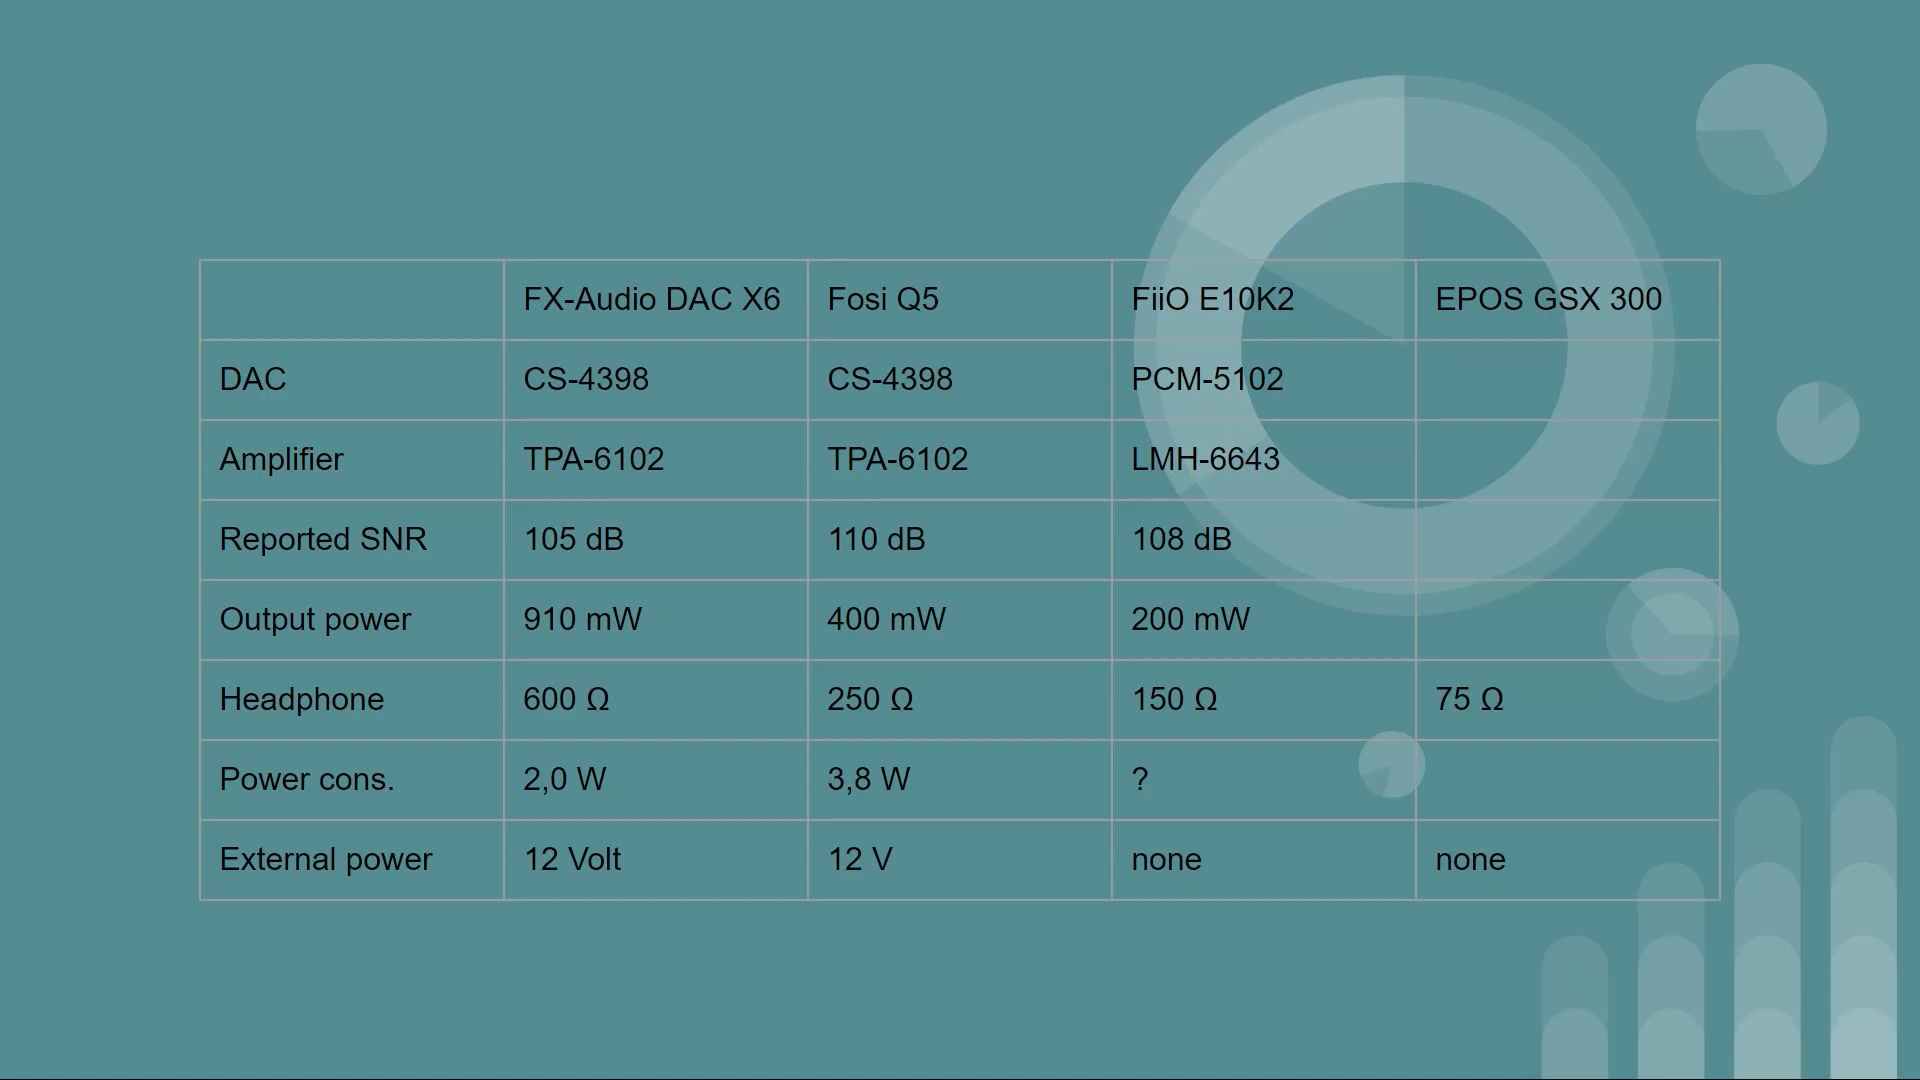 FX-Audio DAC X6 Fosi Q5 FiiO E10K2 EPOS GSX 300
DAC CS-4398 CS-4398 PCM-5102
Amplifier TPA-6102 TPA-6102 LMH-6643
Reported SNR 105 dB 110 dB 108 dB
Output power 910 mW 400 mW 200 mW
Headphone 600 Ω 250 Ω 150 Ω 75 Ω
Power cons. 2,0 W 3,8 W ?
External power 12 Volt 12 V none none